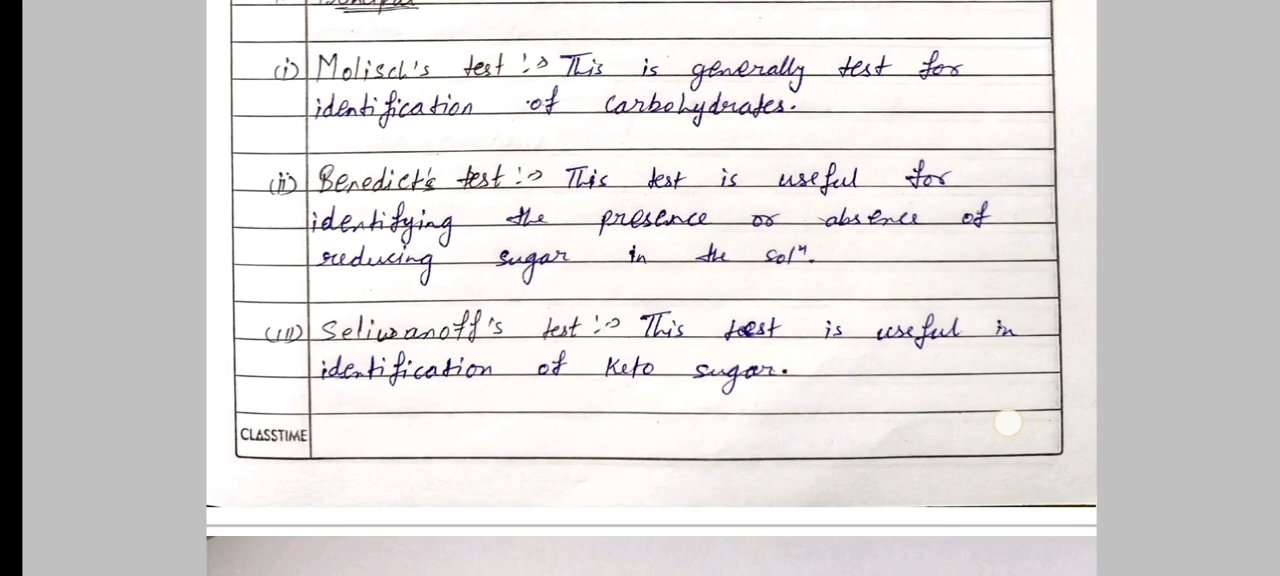 (i) Molisch's test :→ This is generally test for
identification of carbohydrates.
(ii) Benedict's test :→ This test is useful for
identifying the presence or absence of
reducing sugar in the solⁿ.
(III) Seliwanoff's test :→ This test is useful in
identification of Keto sugar.
CLASSTIME